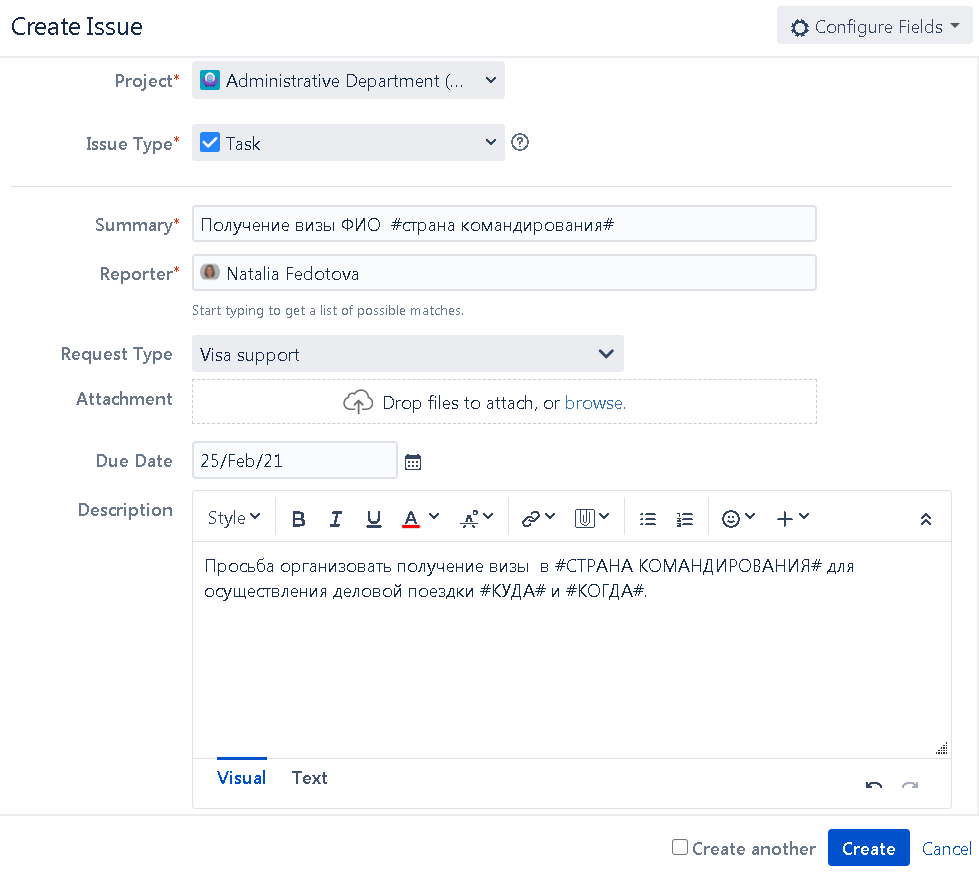 Create Issue
Configure Fields
Project*
Administrative Department (...
Issue Type*
Task
Summary*
Получение визы ФИО  #страна командирования#
Reporter*
Natalia Fedotova
Start typing to get a list of possible matches.
Request Type
Visa support
Attachment
Drop files to attach, or browse.
Due Date
25/Feb/21
Description
Style
B I U A
Просьба организовать получение визы  в #СТРАНА КОМАНДИРОВАНИЯ# для
осуществления деловой поездки #КУДА# и #КОГДА#.
Visual
Text
Create another
Create
Cancel